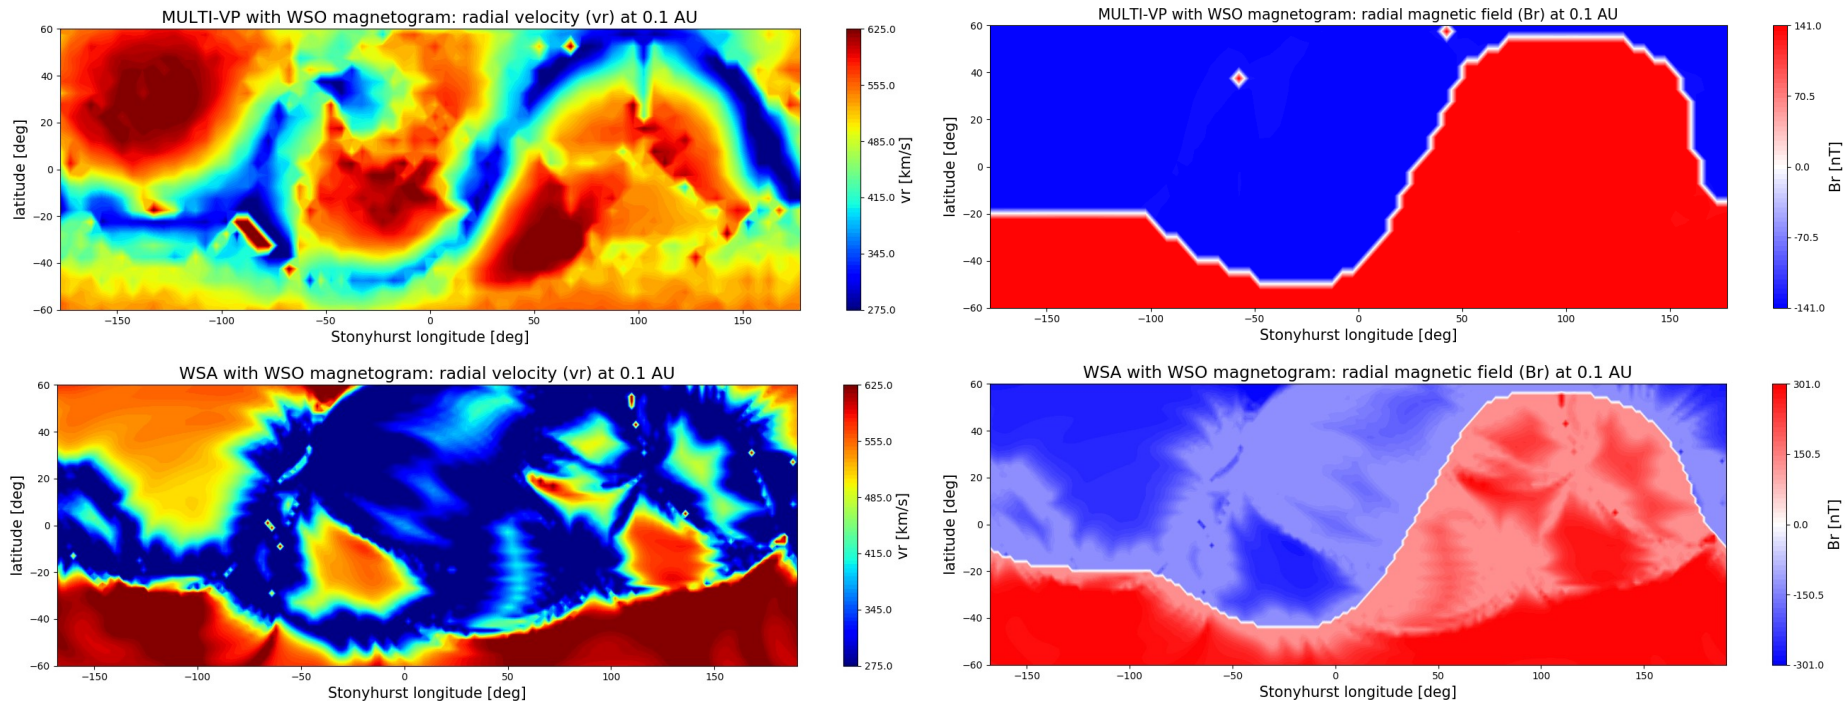 MULTI-VP with WSO magnetogram: radial velocity (vr) at 0.1 AU
60
40
20
0
−20
−40
−60
latitude [deg]
−150 −100 −50 0 50 100 150
Stonyhurst longitude [deg]
625.0
555.0
485.0
415.0
345.0
275.0
vr [km/s]
MULTI-VP with WSO magnetogram: radial magnetic field (Br) at 0.1 AU
60
40
20
0
−20
−40
−60
latitude [deg]
−150 −100 −50 0 50 100 150
Stonyhurst longitude [deg]
141.0
70.5
0.0
−70.5
−141.0
Br [nT]
WSA with WSO magnetogram: radial velocity (vr) at 0.1 AU
60
40
20
0
−20
−40
−60
latitude [deg]
−150 −100 −50 0 50 100 150
Stonyhurst longitude [deg]
625.0
555.0
485.0
415.0
345.0
275.0
vr [km/s]
WSA with WSO magnetogram: radial magnetic field (Br) at 0.1 AU
60
40
20
0
−20
−40
−60
latitude [deg]
−150 −100 −50 0 50 100 150
Stonyhurst longitude [deg]
301.0
150.5
0.0
−150.5
−301.0
Br [nT]